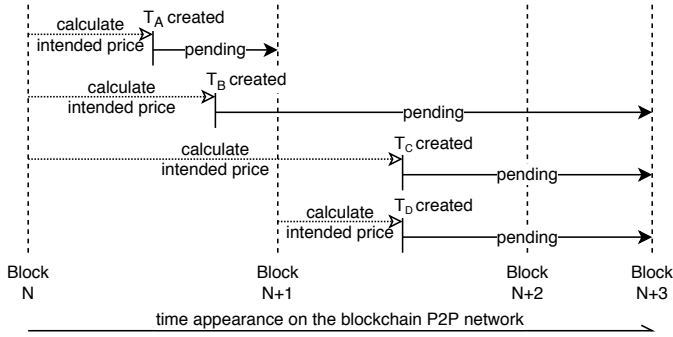 T_A created
calculate
intended price
pending
T_B created
calculate
intended price
pending
T_C created
calculate
intended price
pending
T_D created
calculate
intended price
pending
Block N
Block N+1
Block N+2
Block N+3
time appearance on the blockchain P2P network